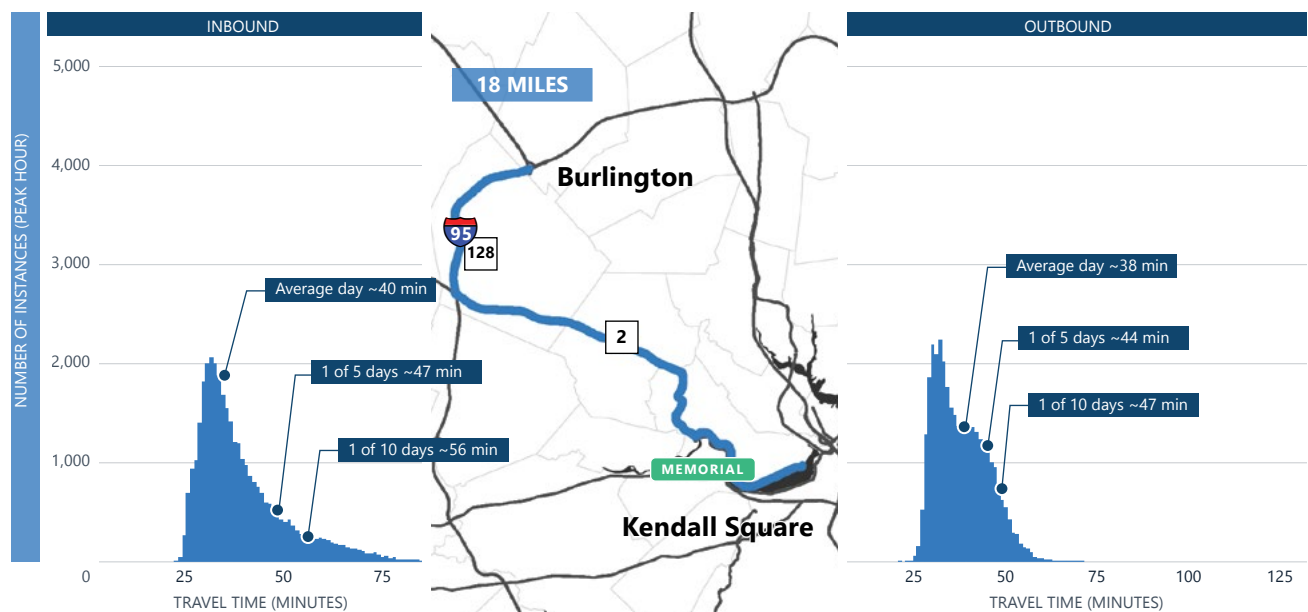 INBOUND
NUMBER OF INSTANCES (PEAK HOUR)
5,000
4,000
3,000
2,000
1,000
0
Average day ~40 min
1 of 5 days ~47 min
1 of 10 days ~56 min
25
50
75
TRAVEL TIME (MINUTES)
18 MILES
Burlington
95
128
2
MEMORIAL
Kendall Square
OUTBOUND
Average day ~38 min
1 of 5 days ~44 min
1 of 10 days ~47 min
25
50
75
100
125
TRAVEL TIME (MINUTES)